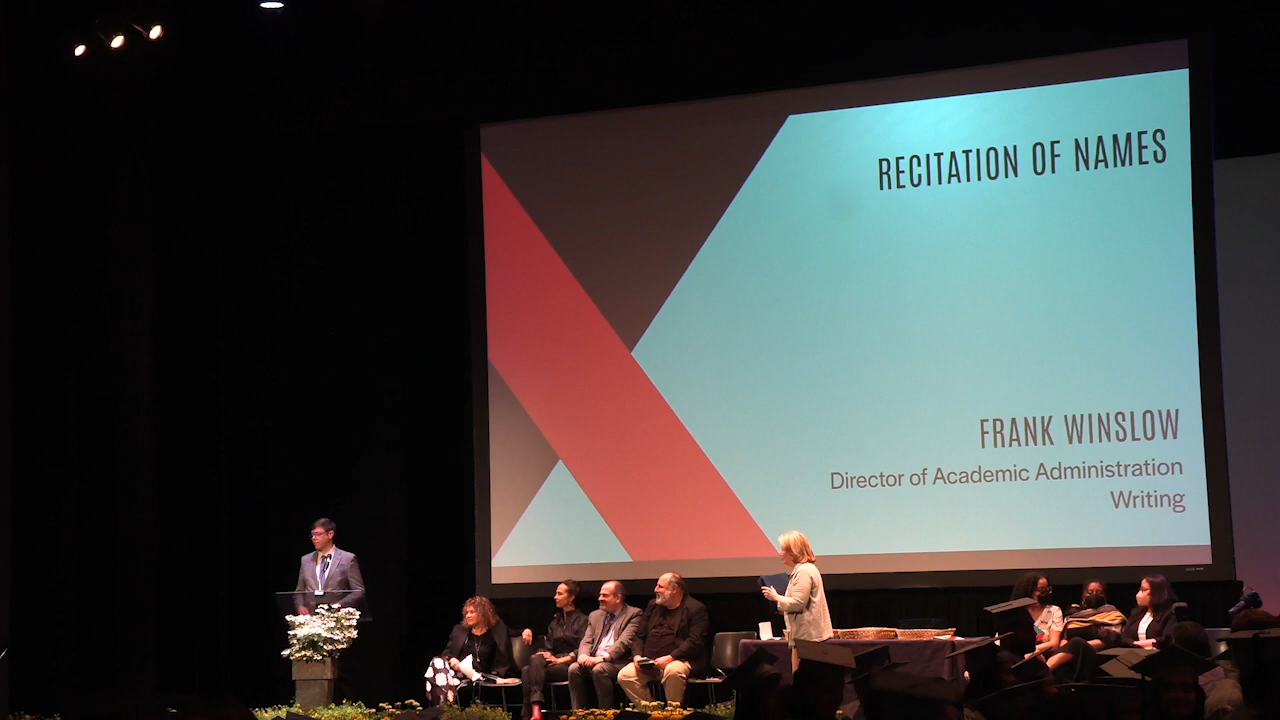 RECITATION OF NAMES
FRANK WINSLOW
Director of Academic Administration
Writing